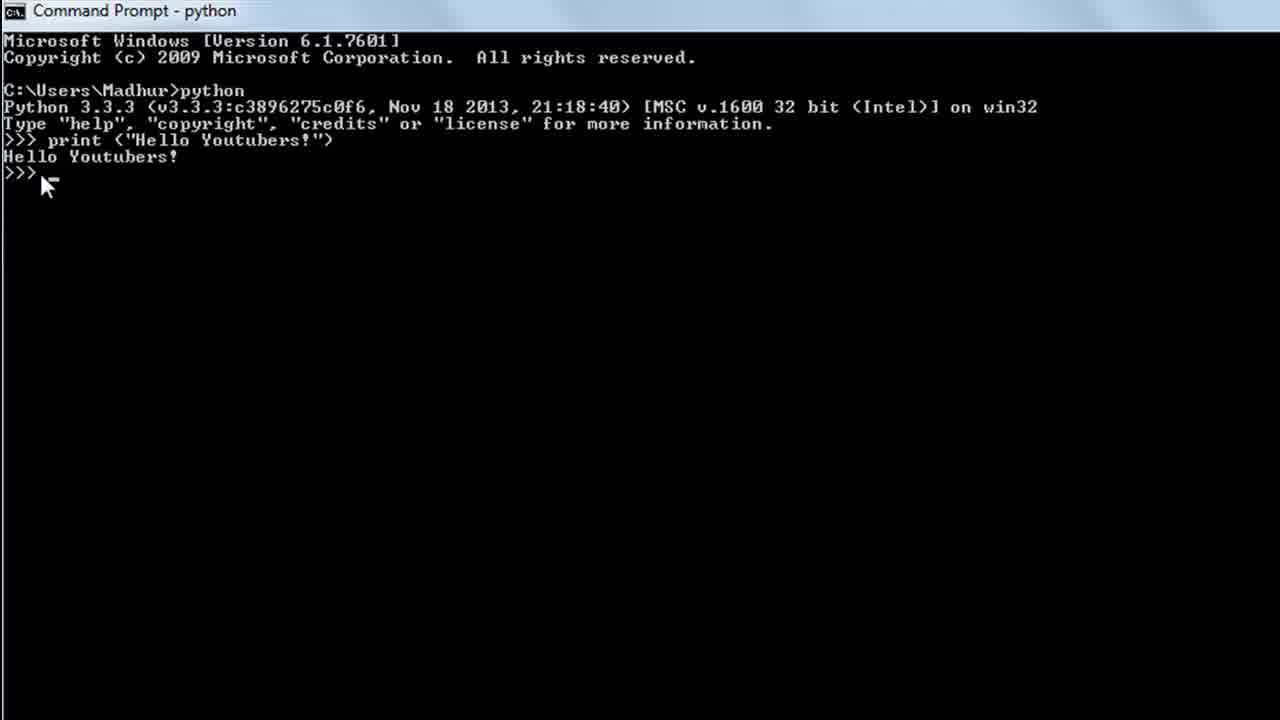 Command Prompt - python
Microsoft Windows [Version 6.1.7601]
Copyright (c) 2009 Microsoft Corporation.  All rights reserved.
C:\Users\Madhur>python
Python 3.3.3 (v3.3.3:c3896275c0f6, Nov 18 2013, 21:18:40) [MSC v.1600 32 bit (Intel)] on win32
Type "help", "copyright", "credits" or "license" for more information.
>>> print ("Hello Youtubers!")
Hello Youtubers!
>>> _